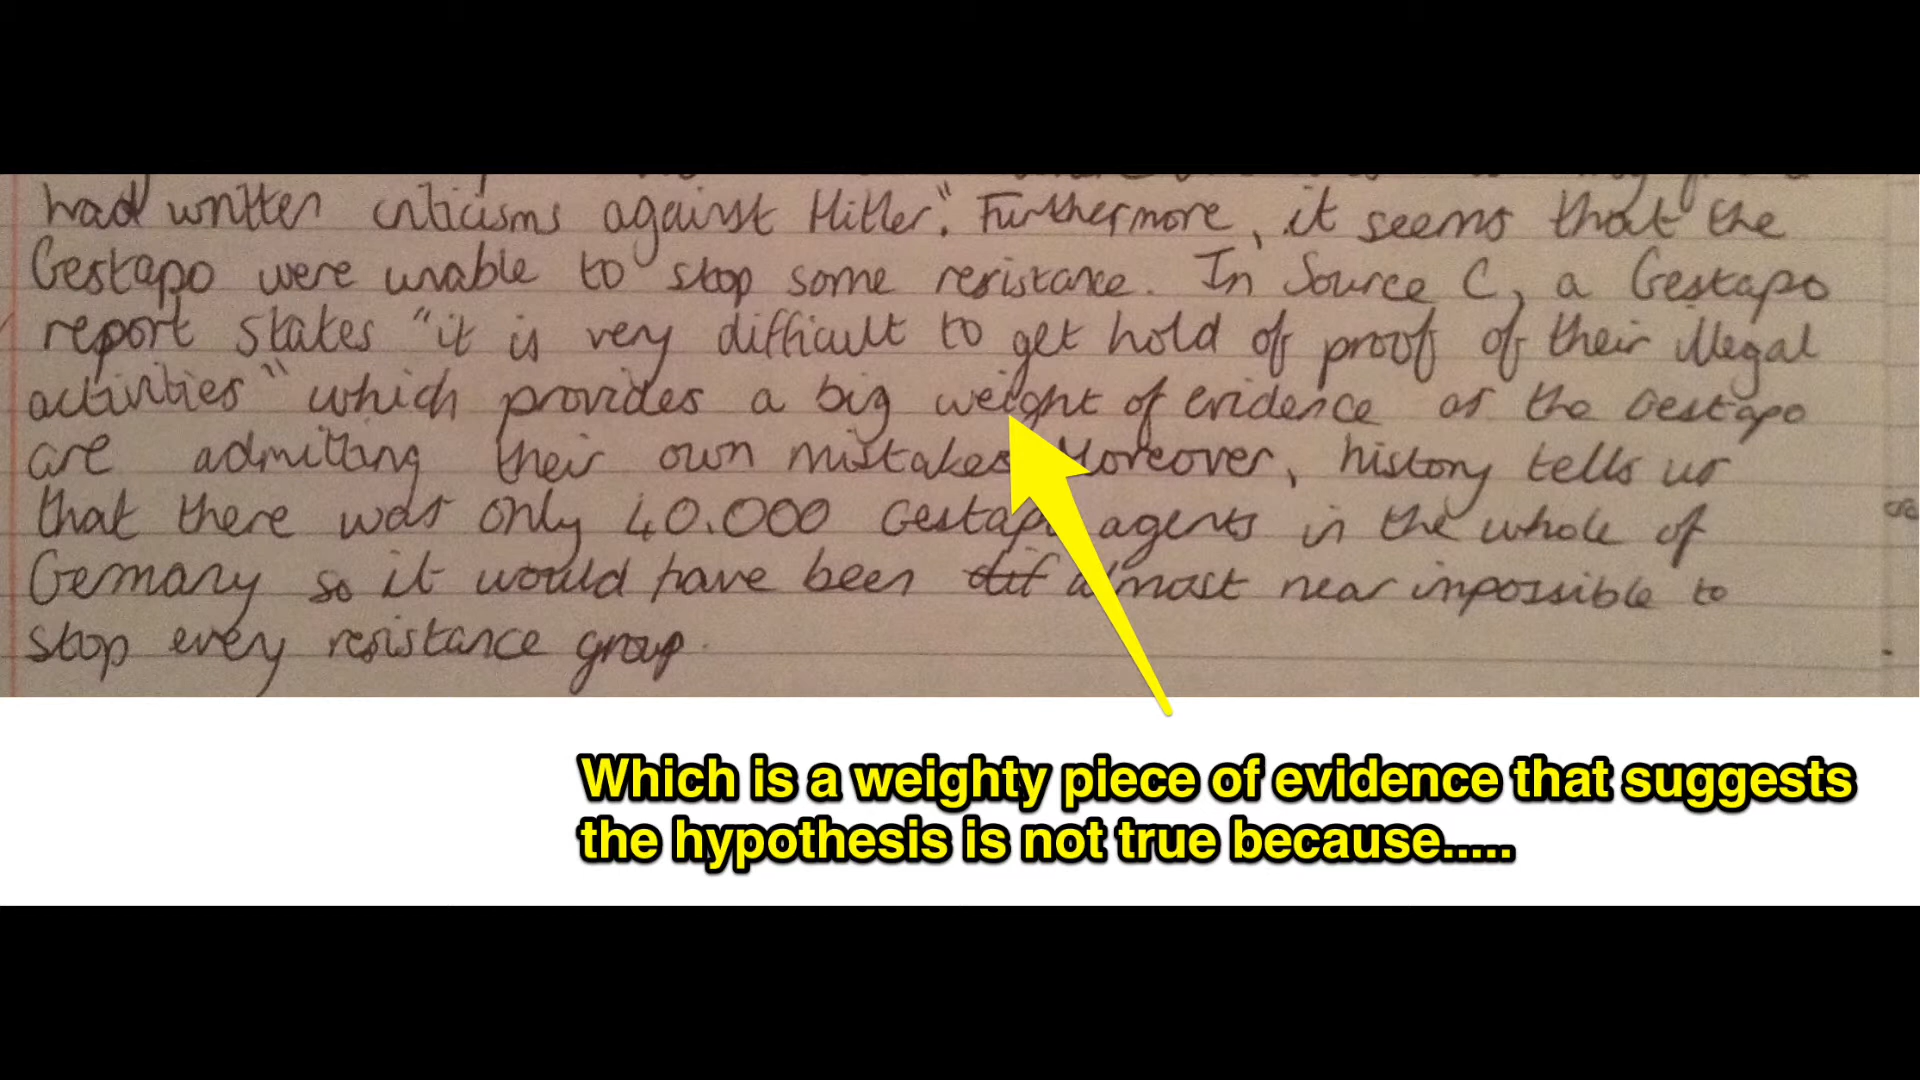 had written criticisms against Hitler." Furthermore, it seems that the
Gestapo were unable to stop some resistance. In Source C, a Gestapo
report states "it is very difficult to get hold of proof of their illegal
activities" which provides a big weight of evidence as the Gestapo
are admitting their own mistakes Moreover, history tells us
that there was only 40.000 Gestapo agents in the whole of
Germany so it would have been dif almost near impossible to
stop every resistance group.
Which is a weighty piece of evidence that suggests
the hypothesis is not true because.....